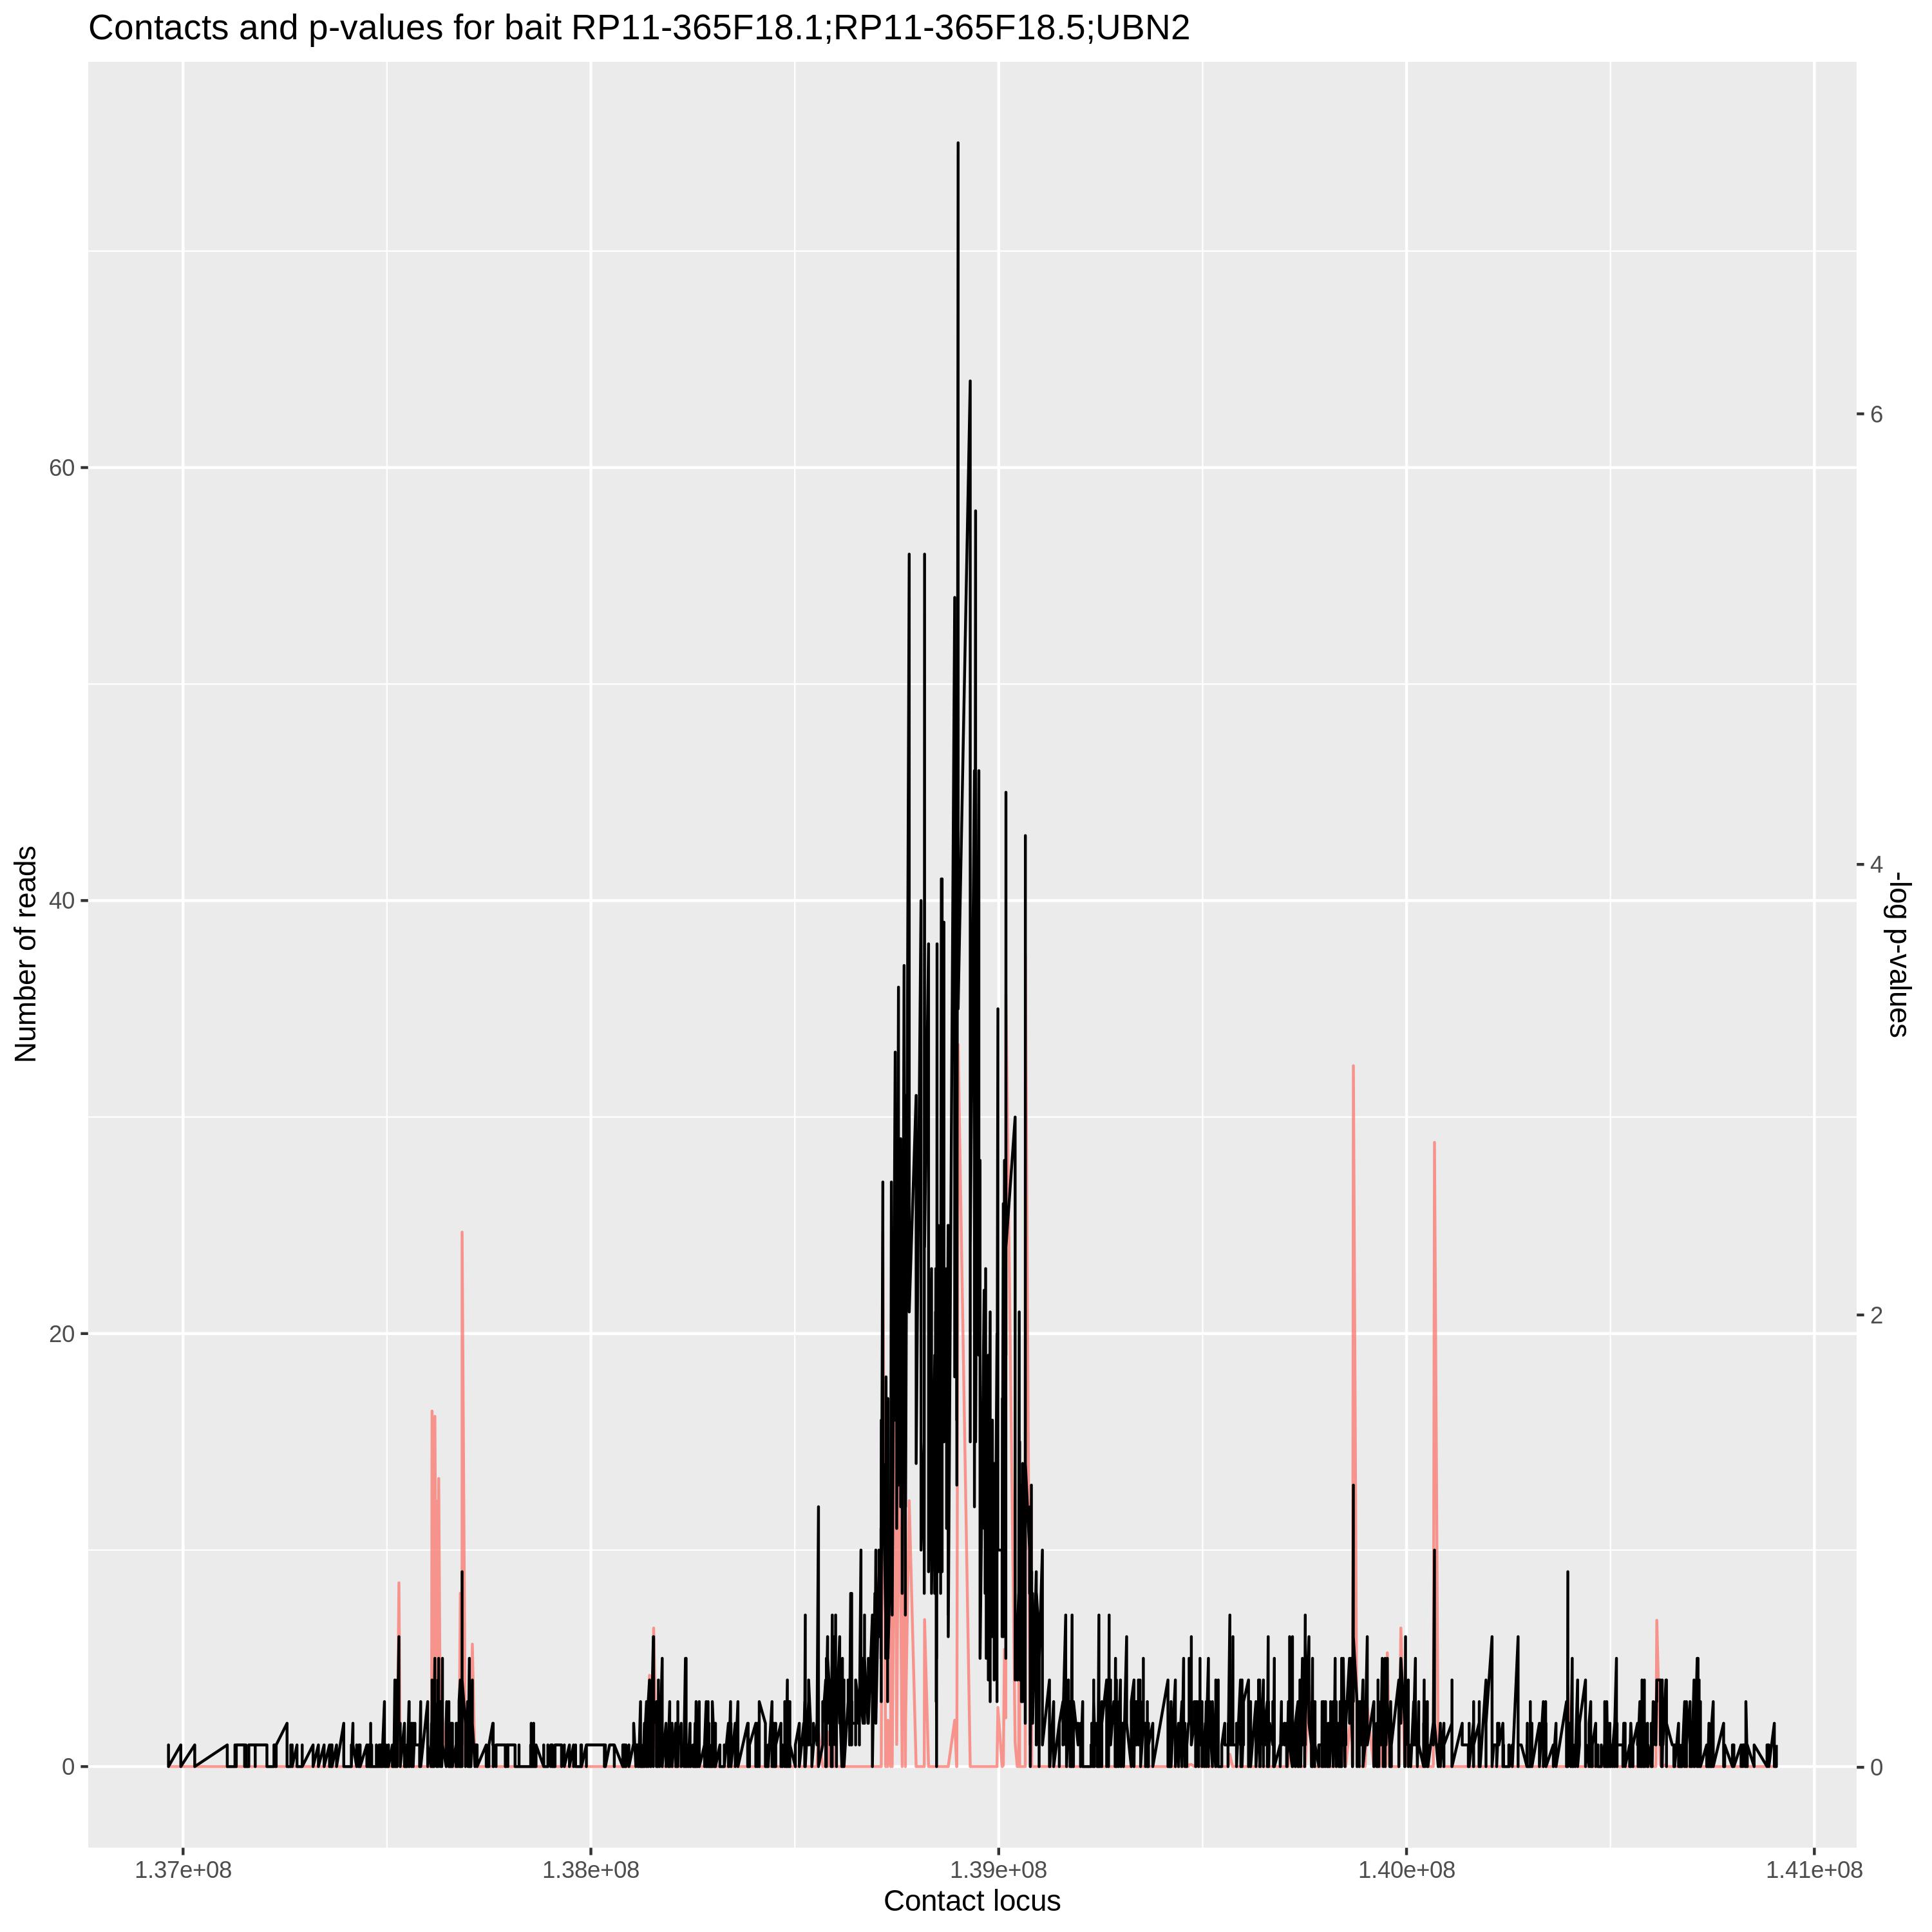 Contacts and p-values for bait RP11-365F18.1;RP11-365F18.5;UBN2
Number of reads
60
40
20
0
6
4
2
0
-log p-values
1.37e+08 1.38e+08 1.39e+08 1.40e+08 1.41e+08
Contact locus